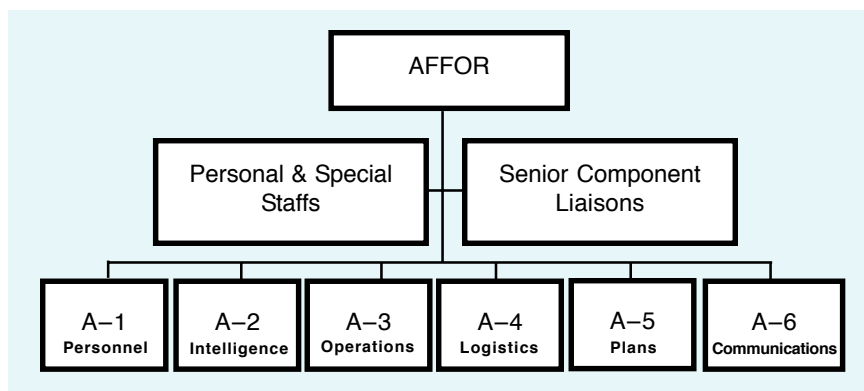 AFFOR
Personal & Special
Staffs
Senior Component
Liaisons
A–1
Personnel
A–2
Intelligence
A–3
Operations
A–4
Logistics
A–5
Plans
A–6
Communications